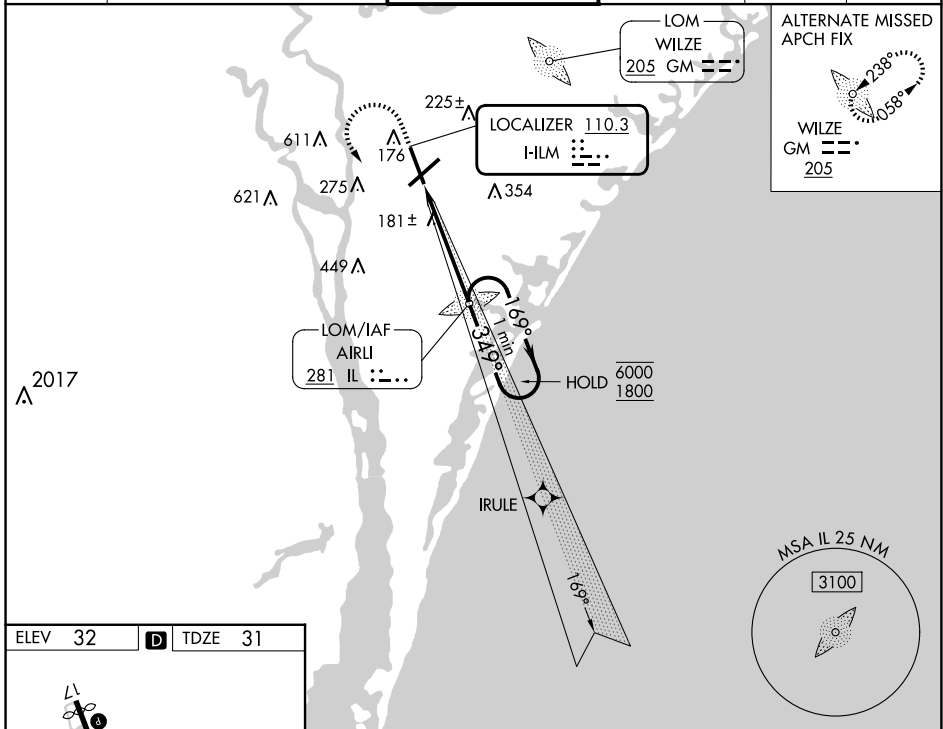 LOM
WILZE
205 GM
ALTERNATE MISSED
APCH FIX
238°
058°
WILZE
GM
205
LOCALIZER 110.3
I-ILM
225±
611
176
275
621
354
181±
449
LOM/IAF
AIRLI
281 IL
169°
1 min
349°
HOLD 6000
1800
2017
IRULE
169°
MSA IL 25 NM
3100
ELEV 32 D TDZE 31
17
P